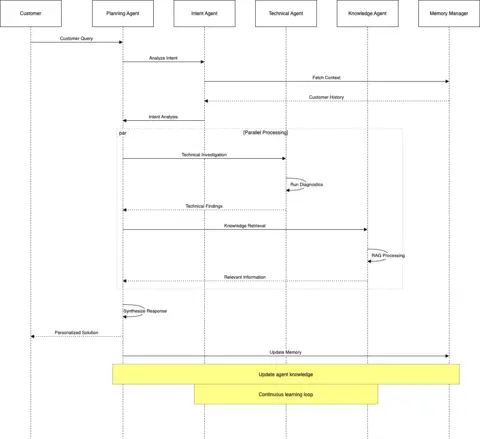 Customer
Planning Agent
Intent Agent
Technical Agent
Knowledge Agent
Memory Manager
Customer Query
Analyze Intent
Fetch Context
Customer History
Intent Analysis
par
[Parallel Processing]
Technical Investigation
Run Diagnostics
Technical Findings
Knowledge Retrieval
RAG Processing
Relevant Information
Synthesize Response
Personalized Solution
Update Memory
Update agent knowledge
Continuous learning loop